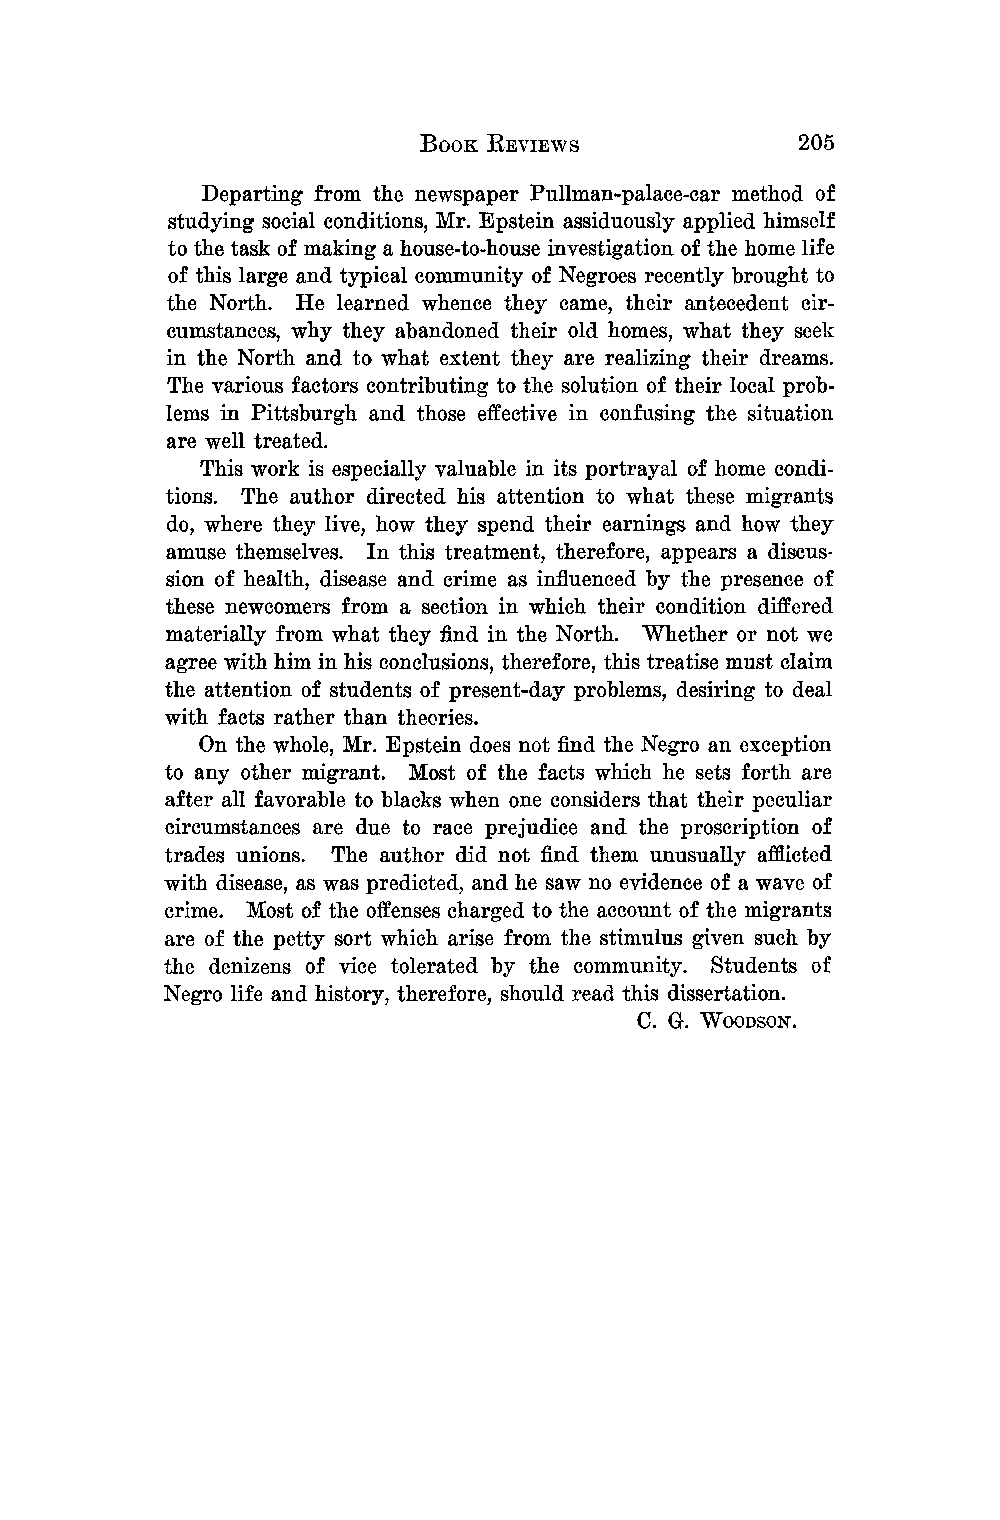 BOOK REVIEWS 205
Departing from the newspaper Pullman-palace-car method of
studying social conditions, Mr. Epstein assiduously applied himself
to the task of making a house-to-house investigation of the home life
of this large and typical community of Negroes recently brought to
the North. He learned whence they came, their antecedent cir-
cumstances, why they abandoned their old homes, what they seek
in the North and to what extent they are realizing their dreams.
The various factors contributing to the solution of their local prob-
lems in Pittsburgh and those effective in confusing the situation
are well treated.
This work is especially valuable in its portrayal of home condi-
tions. The author directed his attention to what these migrants
do, where they live, how they spend their earnings and how they
amuse themselves. In this treatment, therefore, appears a discus-
sion of health, disease and crime as influenced by the presence of
these newcomers from a section in which their condition differed
materially from what they find in the North. Whether or not we
agree with him in his conclusions, therefore, this treatise must claim
the attention of students of present-day problems, desiring to deal
with facts rather than theories.
On the whole, Mr. Epstein does not find the Negro an exception
to any other migrant. Most of the facts which he sets forth are
after all favorable to blacks when one considers that their peculiar
circumstances are due to race prejudice and the proscription of
trades unions. The author did not find them unusually afflicted
with disease, as was predicted, and he saw no evidence of a wave of
crime. Most of the offenses charged to the account of the migrants
are of the petty sort which arise from the stimulus given such by
the denizens of vice tolerated by the community. Students of
Negro life and history, therefore, should read this dissertation.
C. G. WOODSON.